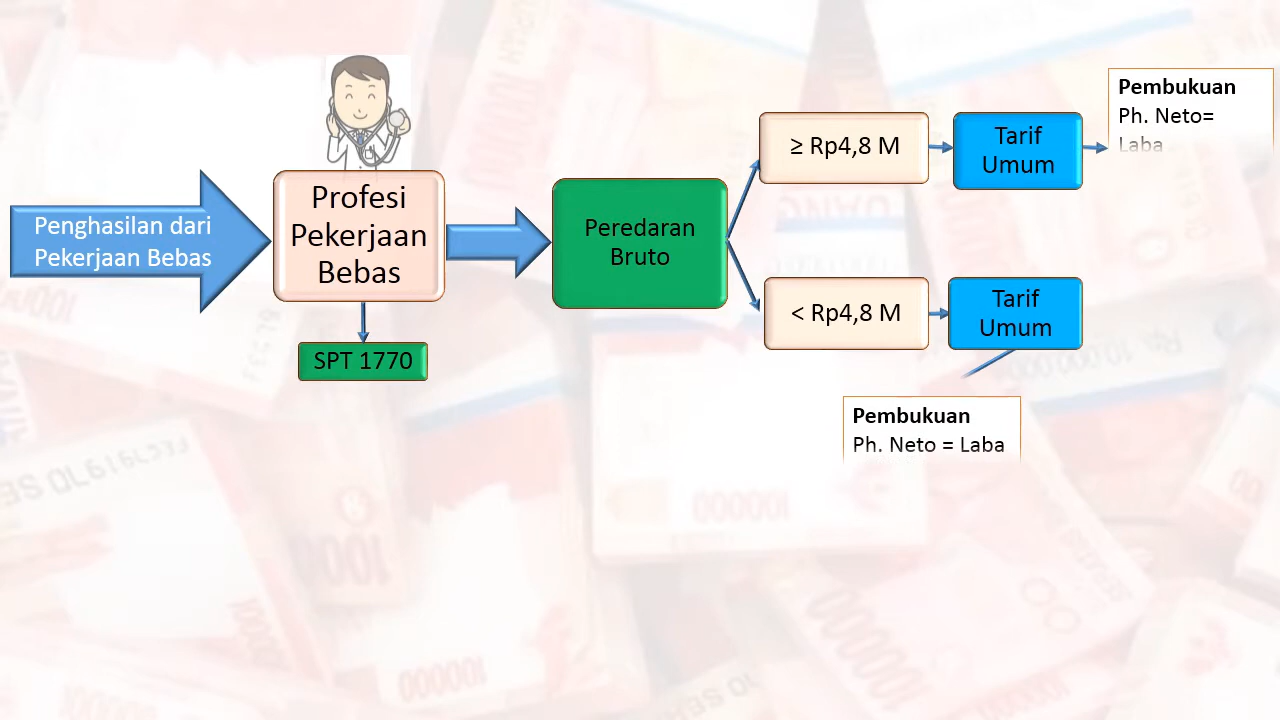 Penghasilan dari
Pekerjaan Bebas
Profesi
Pekerjaan
Bebas
SPT 1770
Peredaran
Bruto
≥ Rp4,8 M
Tarif
Umum
Pembukuan
Ph. Neto=
Laba
< Rp4,8 M
Tarif
Umum
Pembukuan
Ph. Neto = Laba